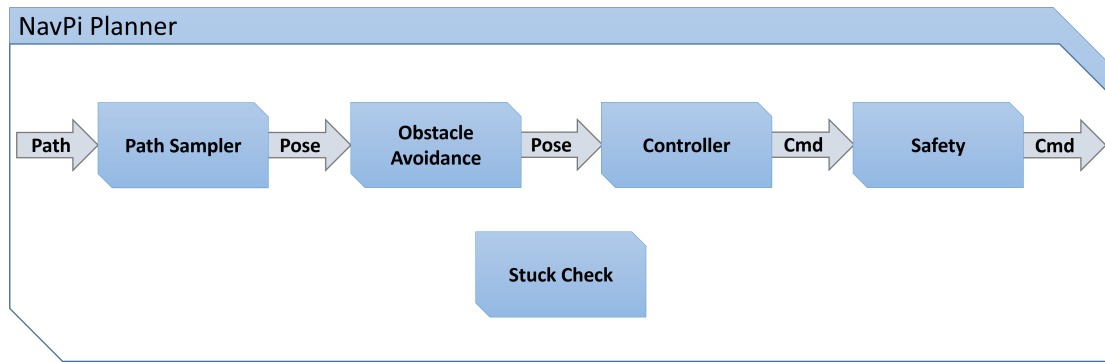 NavPi Planner
Path
Path Sampler
Pose
Obstacle
Avoidance
Pose
Controller
Cmd
Safety
Cmd
Stuck Check